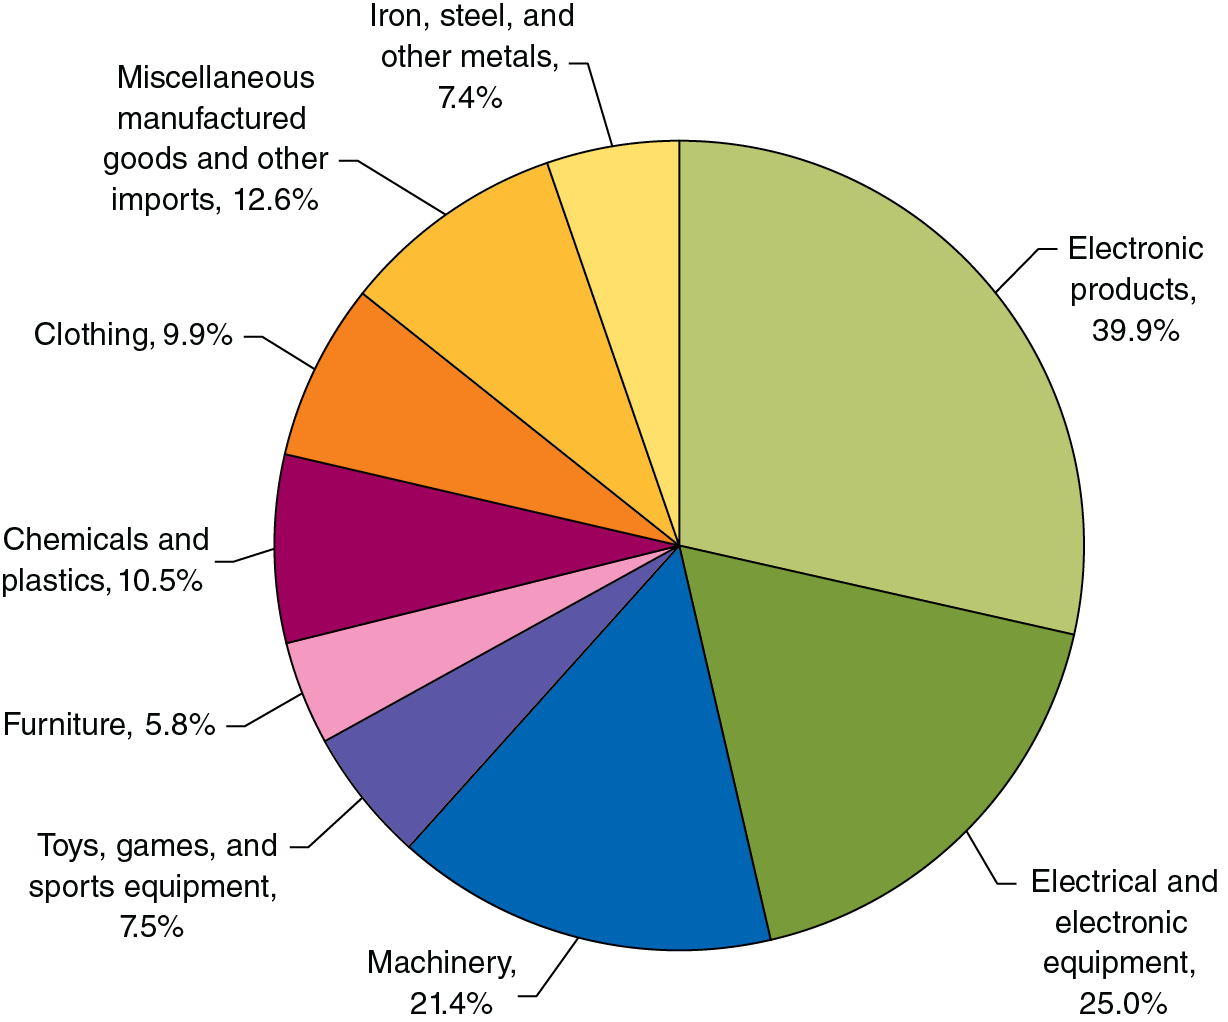 Iron, steel, and
other metals,
7.4%
Miscellaneous
manufactured
goods and other
imports, 12.6%
Electronic
products,
39.9%
Clothing, 9.9%
Chemicals and
plastics, 10.5%
Furniture, 5.8%
Toys, games, and
sports equipment,
7.5%
Machinery,
21.4%
Electrical and
electronic
equipment,
25.0%